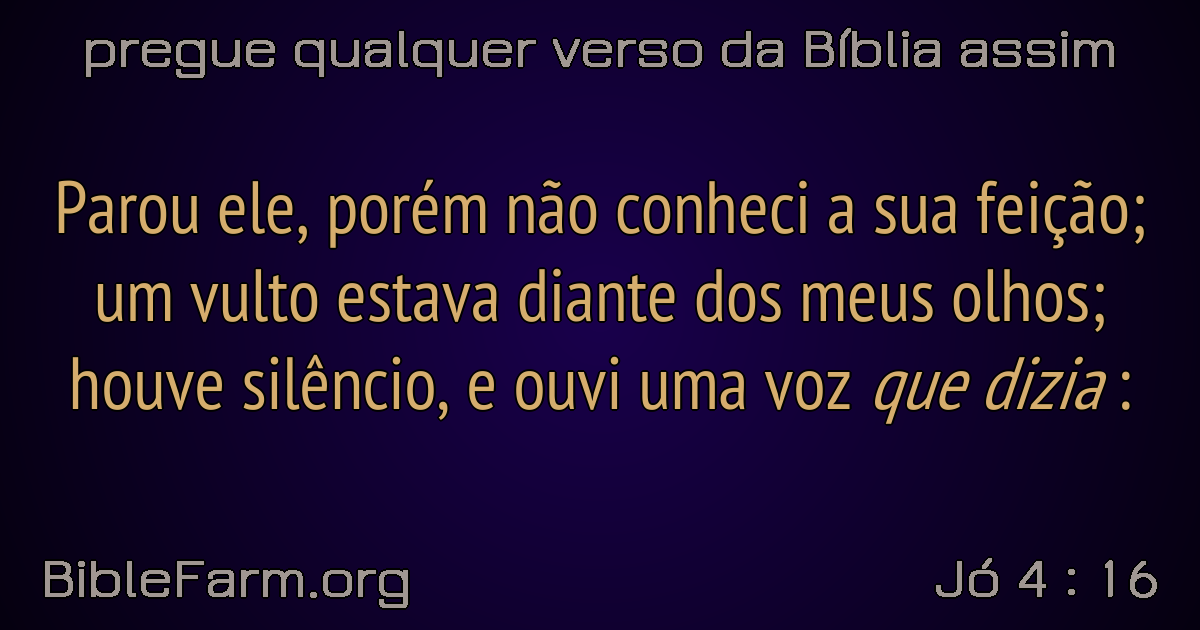 pregue qualquer verso da Bíblia assim
Parou ele, porém não conheci a sua feição;
um vulto estava diante dos meus olhos;
houve silêncio, e ouvi uma voz que dizia :
BibleFarm.org
Jó 4 : 16